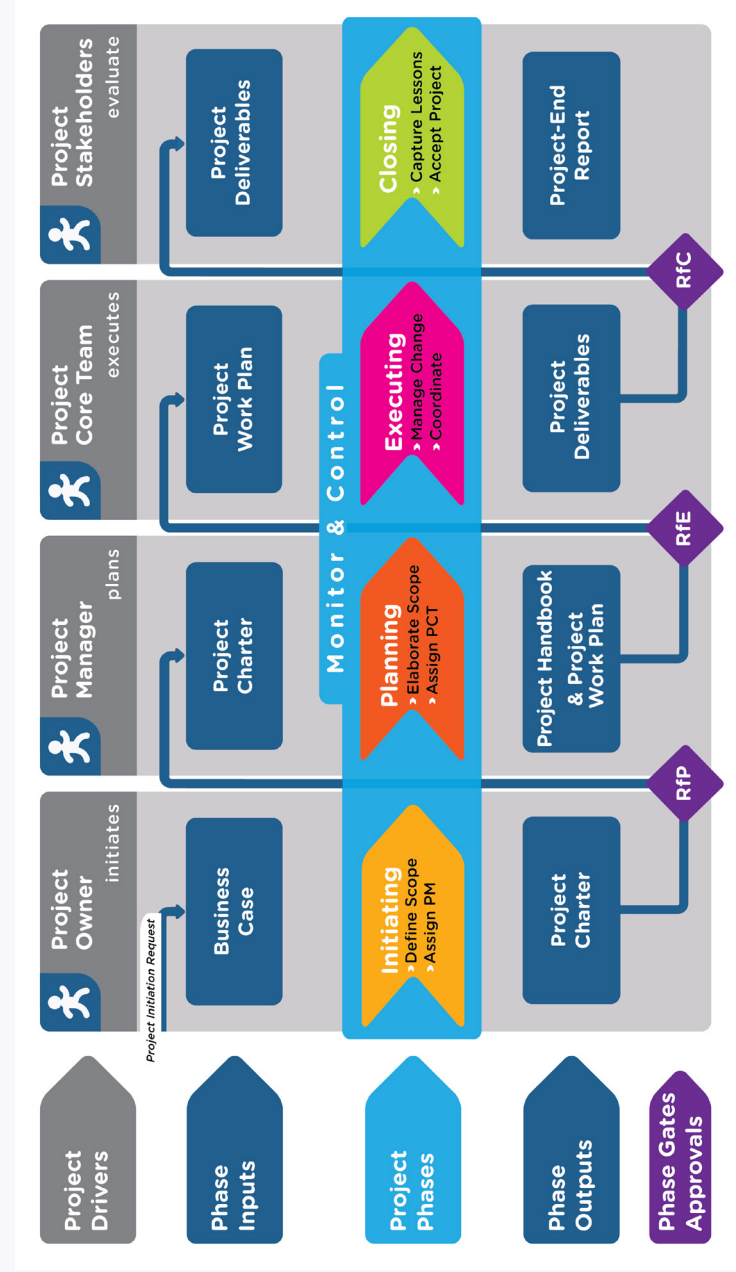 Project
Drivers
Project
Owner
initiates
Project
Manager
plans
Project
Core Team
executes
Project
Stakeholders
evaluate
Project Initiation Request
Phase
Inputs
Business
Case
Project
Charter
Project
Work Plan
Project
Deliverables
Monitor & Control
Project
Phases
Initiating
› Define Scope
› Assign PM
Planning
› Elaborate Scope
› Assign PCT
Executing
› Manage Change
› Coordinate
Closing
› Capture Lessons
› Accept Project
Phase
Outputs
Project
Charter
Project Handbook
& Project
Work Plan
Project
Deliverables
Project-End
Report
Phase Gates
Approvals
RfP
RfE
RfC